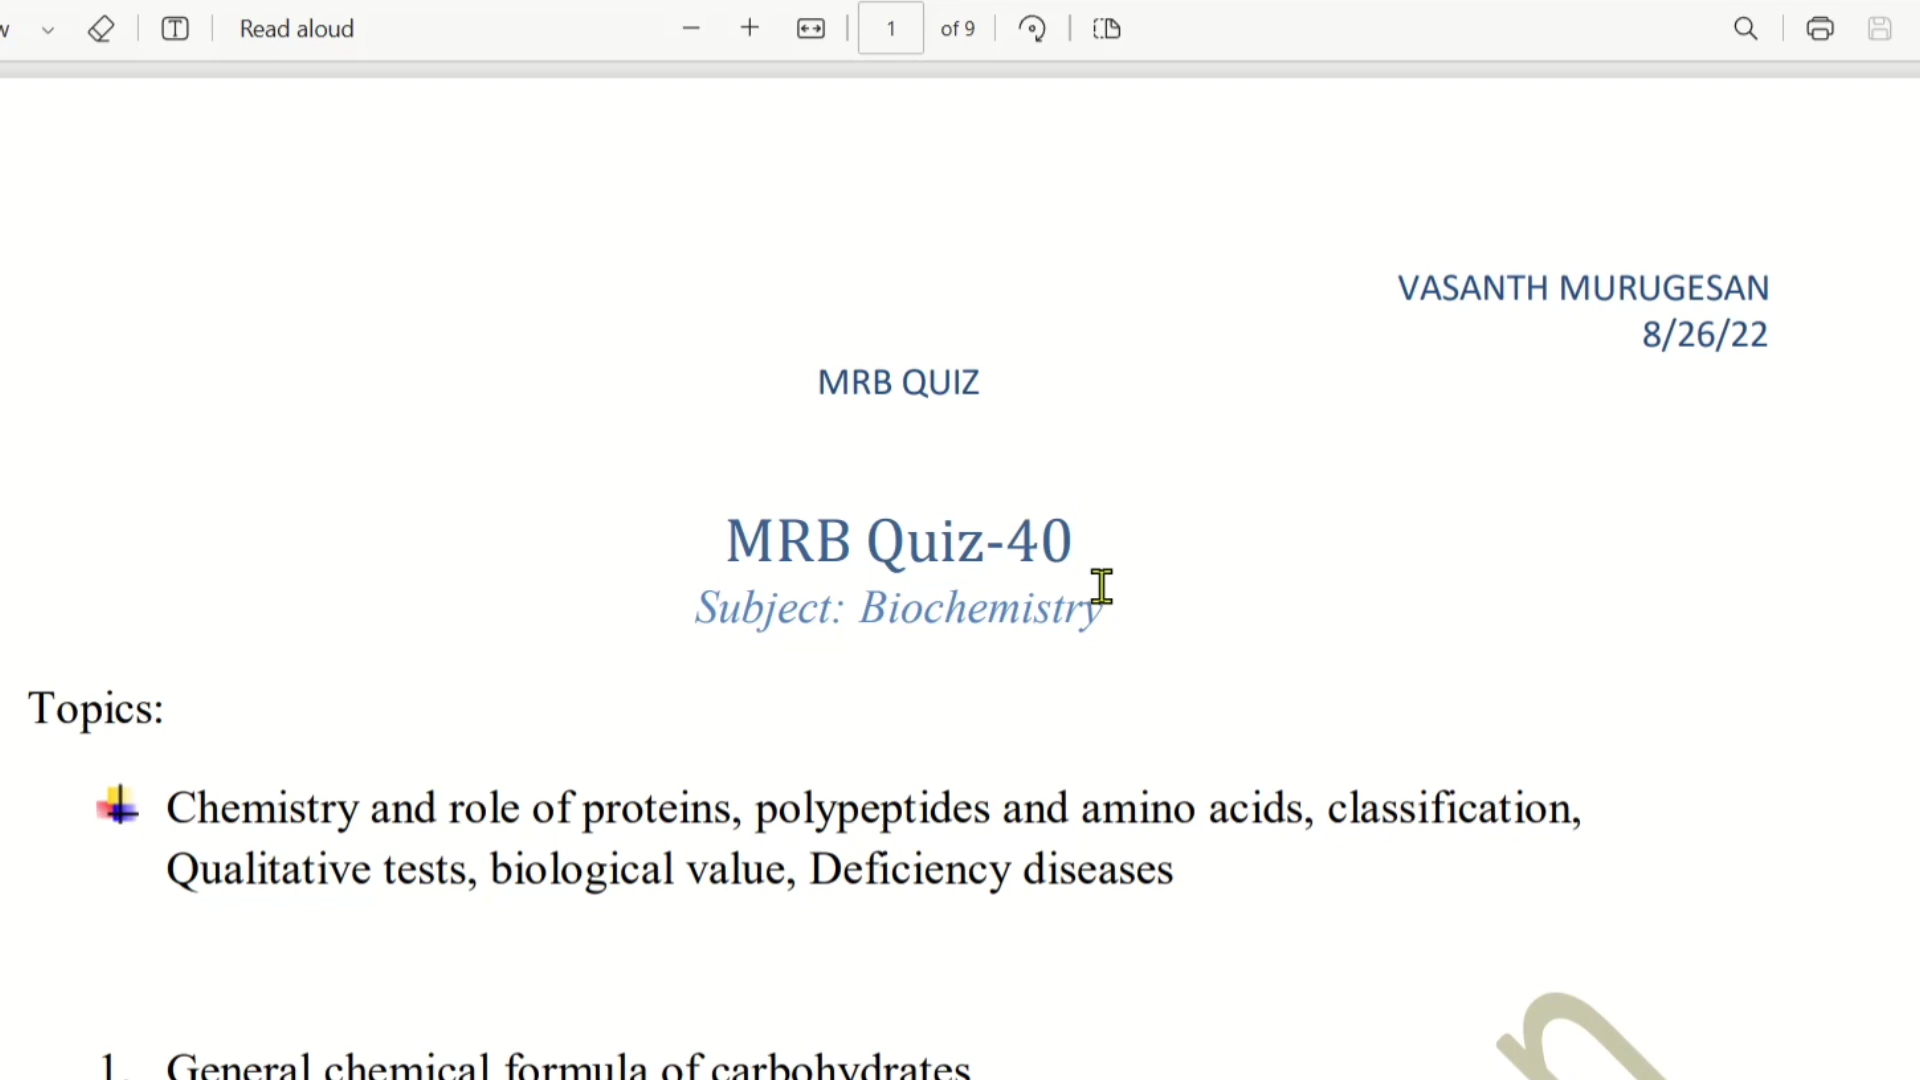 Read aloud
1 of 9
VASANTH MURUGESAN
8/26/22
MRB QUIZ
MRB Quiz-40
Subject: Biochemistry
Topics:
Chemistry and role of proteins, polypeptides and amino acids, classification,
Qualitative tests, biological value, Deficiency diseases
1. General chemical formula of carbohydrates